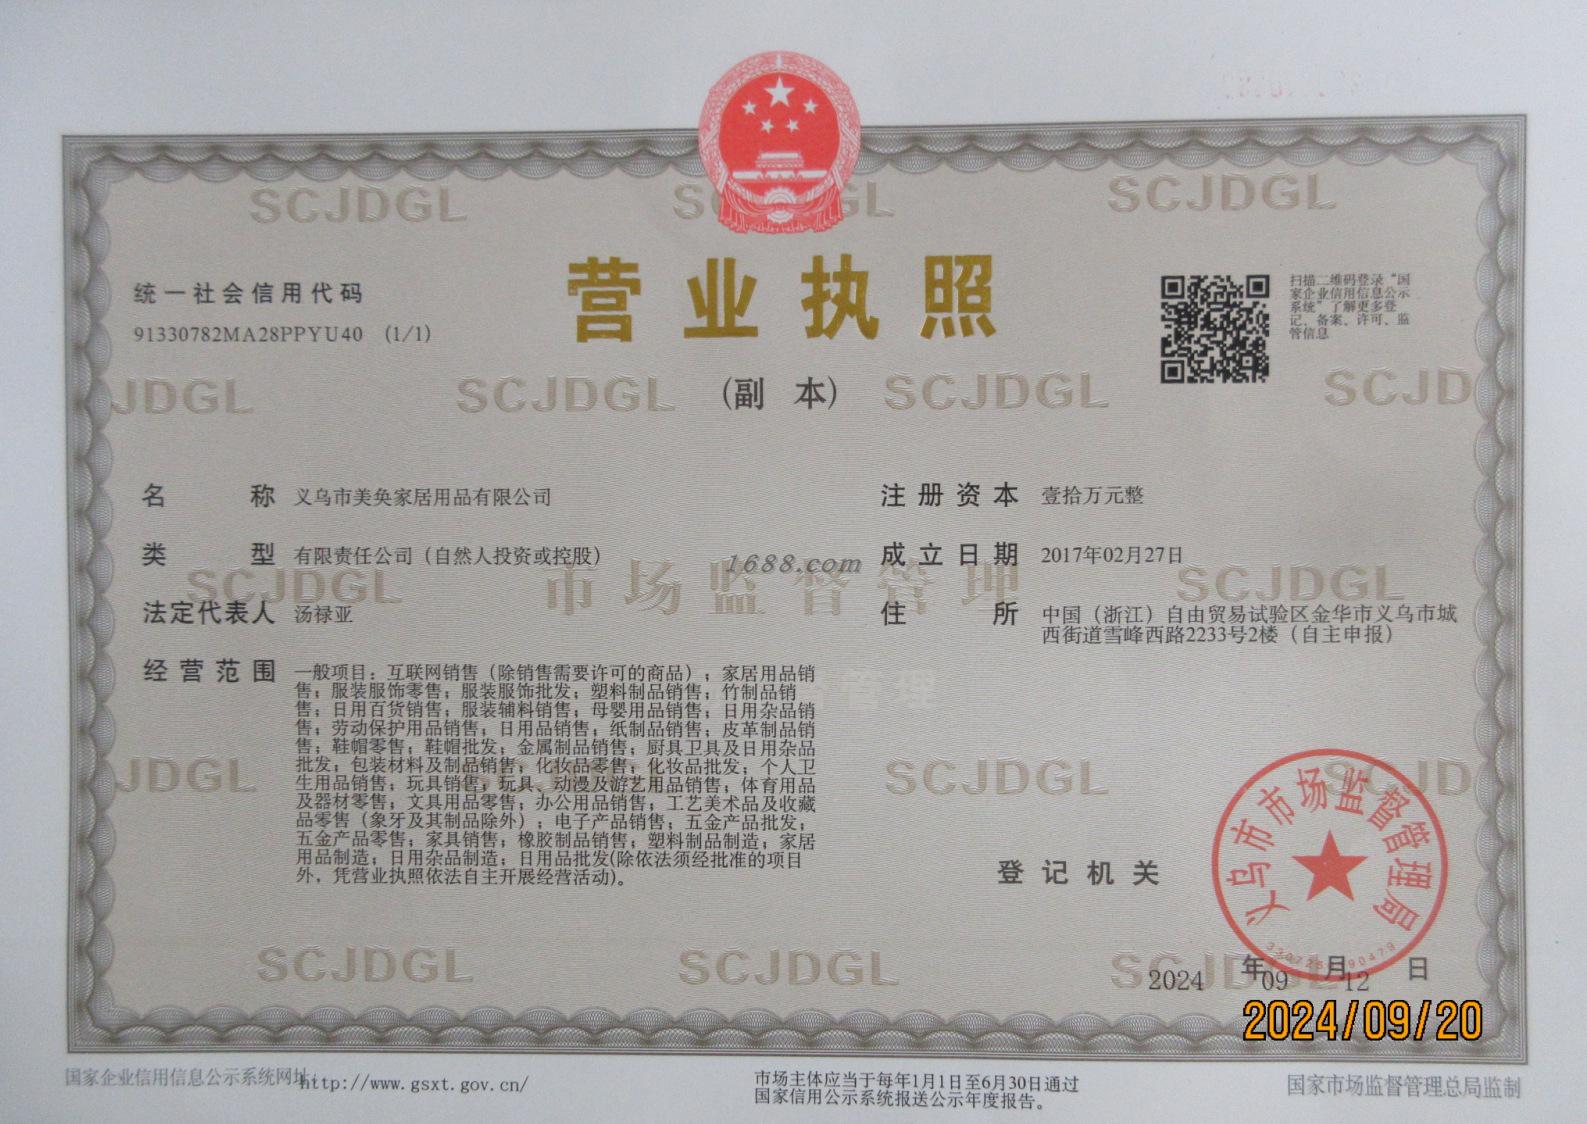 SCJDGL SCJDGL SCJDGL
营业执照
(副 本)
统一社会信用代码
91330782MA28PPYU40 (1/1)
扫描二维码登录“国
家企业信用信息公示
系统”了解更多登
记、备案、许可、监
管信息
JDGL SCJDGL SCJDGL SCJD
名 称 义乌市美奂家居用品有限公司
类 型 有限责任公司（自然人投资或控股）
法定代表人 汤禄亚
经营范围 一般项目：互联网销售（除销售需要许可的商品）；家居用品销
售；服装服饰零售；服装服饰批发；塑料制品销售；竹制品销
售；日用百货销售；服装辅料销售；母婴用品销售；日用杂品销
售；劳动保护用品销售；日用品销售；纸制品销售；皮革制品销
售；鞋帽零售；鞋帽批发；金属制品销售；厨具卫具及日用杂品
批发；包装材料及制品销售；化妆品零售；化妆品批发；个人卫
生用品销售；玩具销售；玩具、动漫及游艺用品销售；体育用品
及器材零售；文具用品零售；办公用品销售；工艺美术品及收藏
品零售（象牙及其制品除外）；电子产品销售；五金产品批发；
五金产品零售；家具销售；橡胶制品销售；塑料制品制造；家居
用品制造；日用杂品制造；日用品批发(除依法须经批准的项目
外，凭营业执照依法自主开展经营活动)。
注册资本 壹拾万元整
成立日期 2017年02月27日
住 所 中国（浙江）自由贸易试验区金华市义乌市城
西街道雪峰西路2233号2楼（自主申报）
1688.com
SCJDGL 市场监督管理 SCJDGL
监督管理
JDGL SCJDGL SCJD
登记机关
义乌市市场监督管理局
2024 年09 月12 日
SCJDGL SCJDGL SCJDGL
2024/09/20
国家企业信用信息公示系统网址http://www.gsxt.gov.cn/
市场主体应当于每年1月1日至6月30日通过
国家信用公示系统报送公示年度报告。
国家市场监督管理总局监制